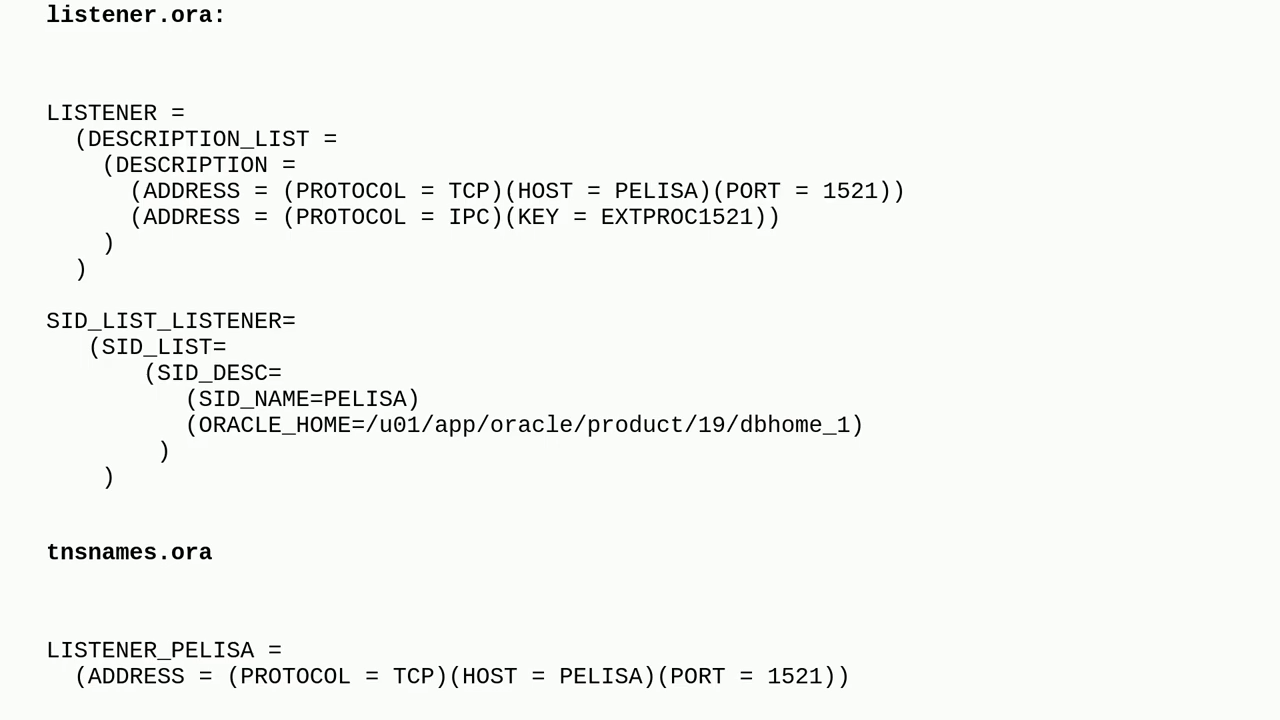 listener.ora:
LISTENER =
  (DESCRIPTION_LIST =
    (DESCRIPTION =
      (ADDRESS = (PROTOCOL = TCP)(HOST = PELISA)(PORT = 1521))
      (ADDRESS = (PROTOCOL = IPC)(KEY = EXTPROC1521))
    )
  )
SID_LIST_LISTENER=
   (SID_LIST=
       (SID_DESC=
          (SID_NAME=PELISA)
          (ORACLE_HOME=/u01/app/oracle/product/19/dbhome_1)
        )
    )
tnsnames.ora
LISTENER_PELISA =
  (ADDRESS = (PROTOCOL = TCP)(HOST = PELISA)(PORT = 1521))